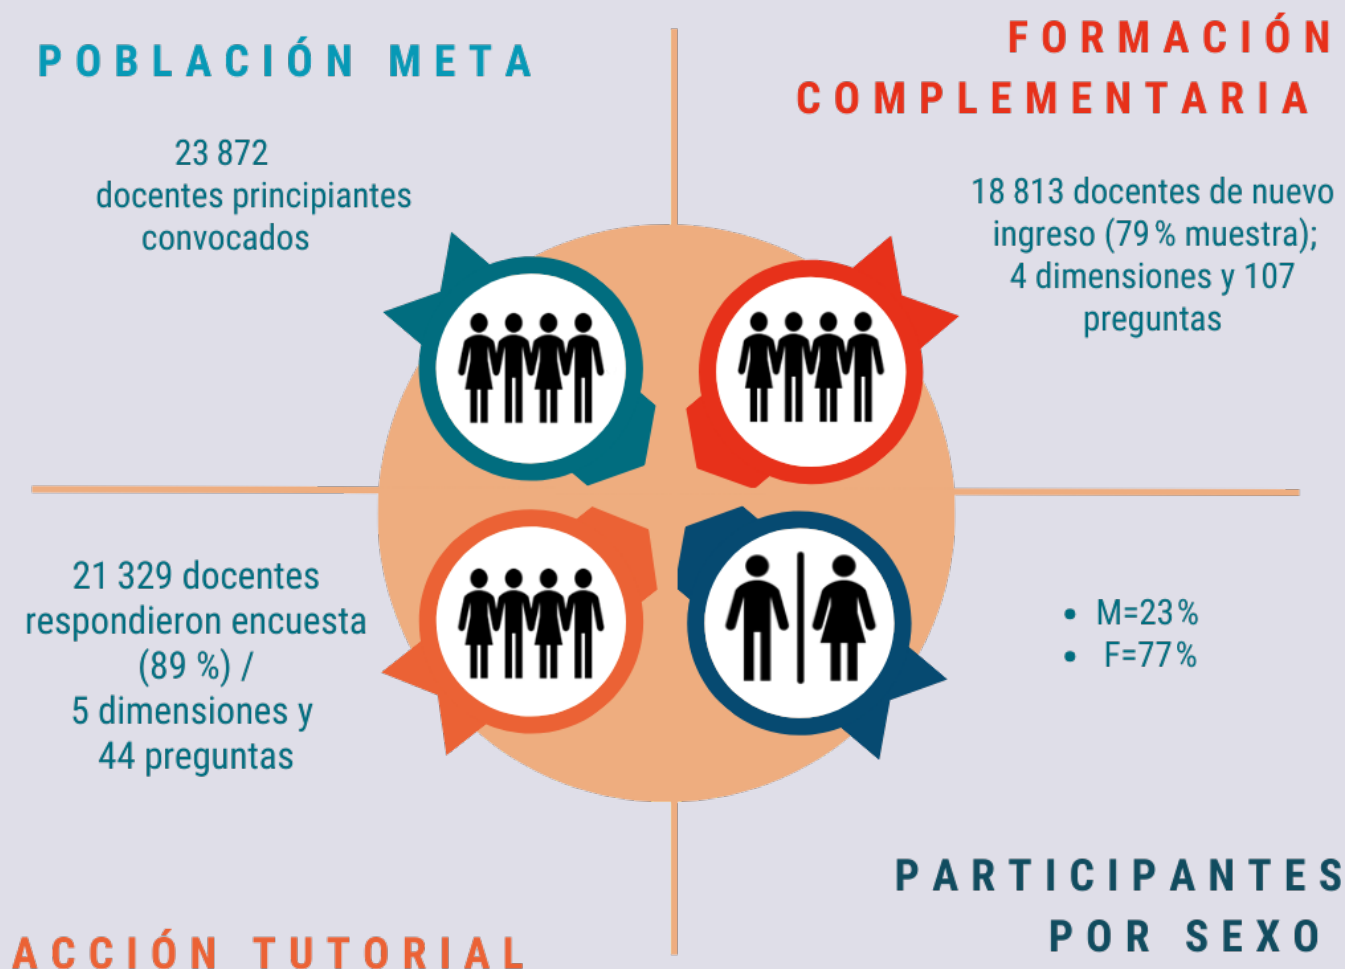 POBLACIÓN META
23 872
docentes principiantes
convocados
FORMACIÓN
COMPLEMENTARIA
18 813 docentes de nuevo
ingreso (79 % muestra);
4 dimensiones y 107
preguntas
21 329 docentes
respondieron encuesta
(89 %) /
5 dimensiones y
44 preguntas
ACCIÓN TUTORIAL
• M=23 %
• F=77 %
PARTICIPANTES
POR SEXO